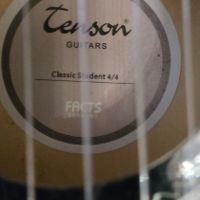 tenson®
GUITARS
Classic Student 4/4
FACTS